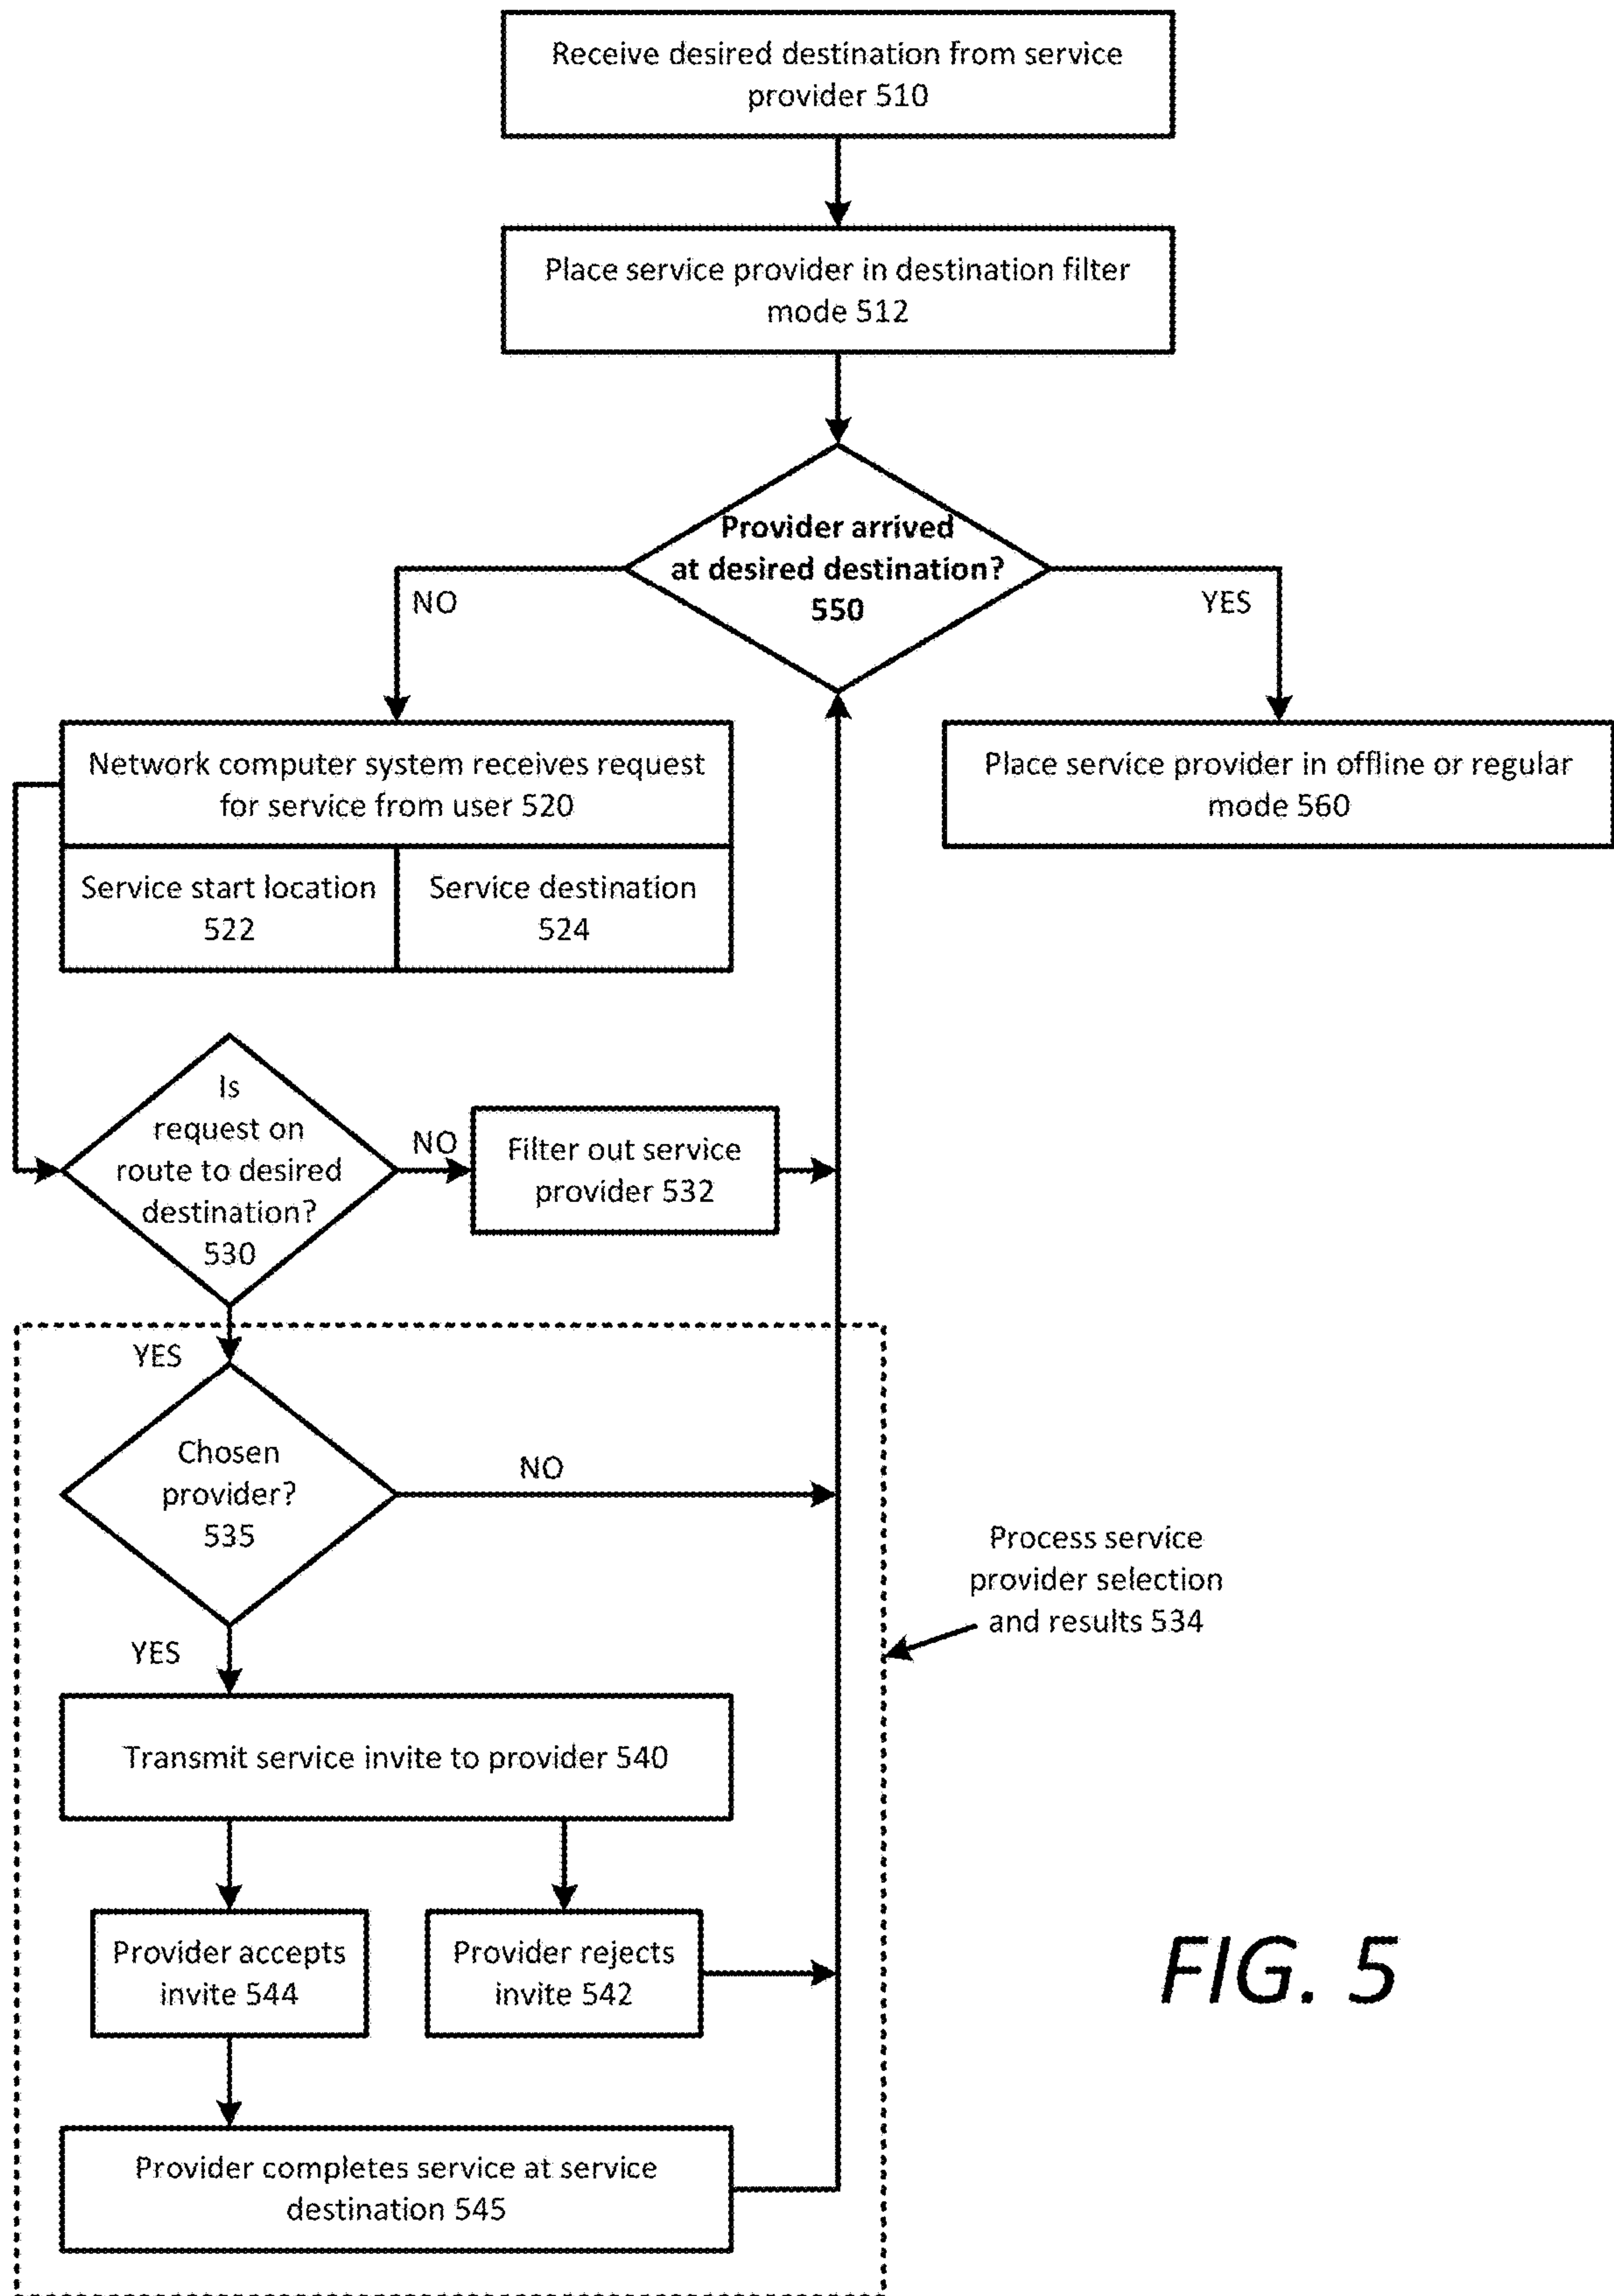 Receive desired destination from service
provider 510
Place service provider in destination filter
mode 512
Provider arrived
at desired destination?
550
NO
YES
Network computer system receives request
for service from user 520
Service start location
522
Service destination
524
Place service provider in offline or regular
mode 560
Is
request on
route to desired
destination?
530
NO
Filter out service
provider 532
YES
Chosen
provider?
535
NO
Process service
provider selection
and results 534
YES
Transmit service invite to provider 540
Provider accepts
invite 544
Provider rejects
invite 542
Provider completes service at service
destination 545
FIG. 5